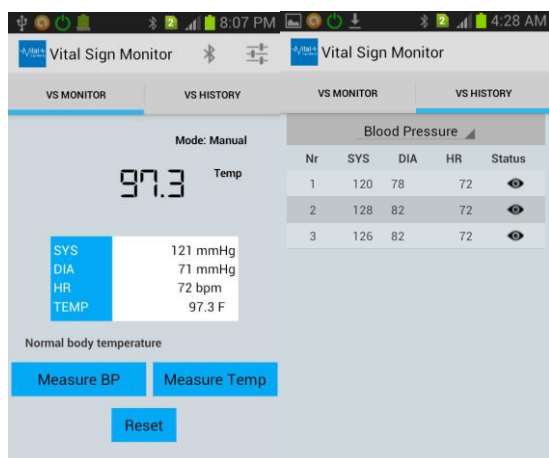 2 8:07 PM
Vital Sign Monitor
VS MONITOR VS HISTORY
Mode: Manual
97.3 Temp
SYS 121 mmHg
DIA 71 mmHg
HR 72 bpm
TEMP 97.3 F
Normal body temperature
Measure BP Measure Temp
Reset
2 4:28 AM
Vital Sign Monitor
VS MONITOR VS HISTORY
Blood Pressure
Nr SYS DIA HR Status
1 120 78 72
2 128 82 72
3 126 82 72